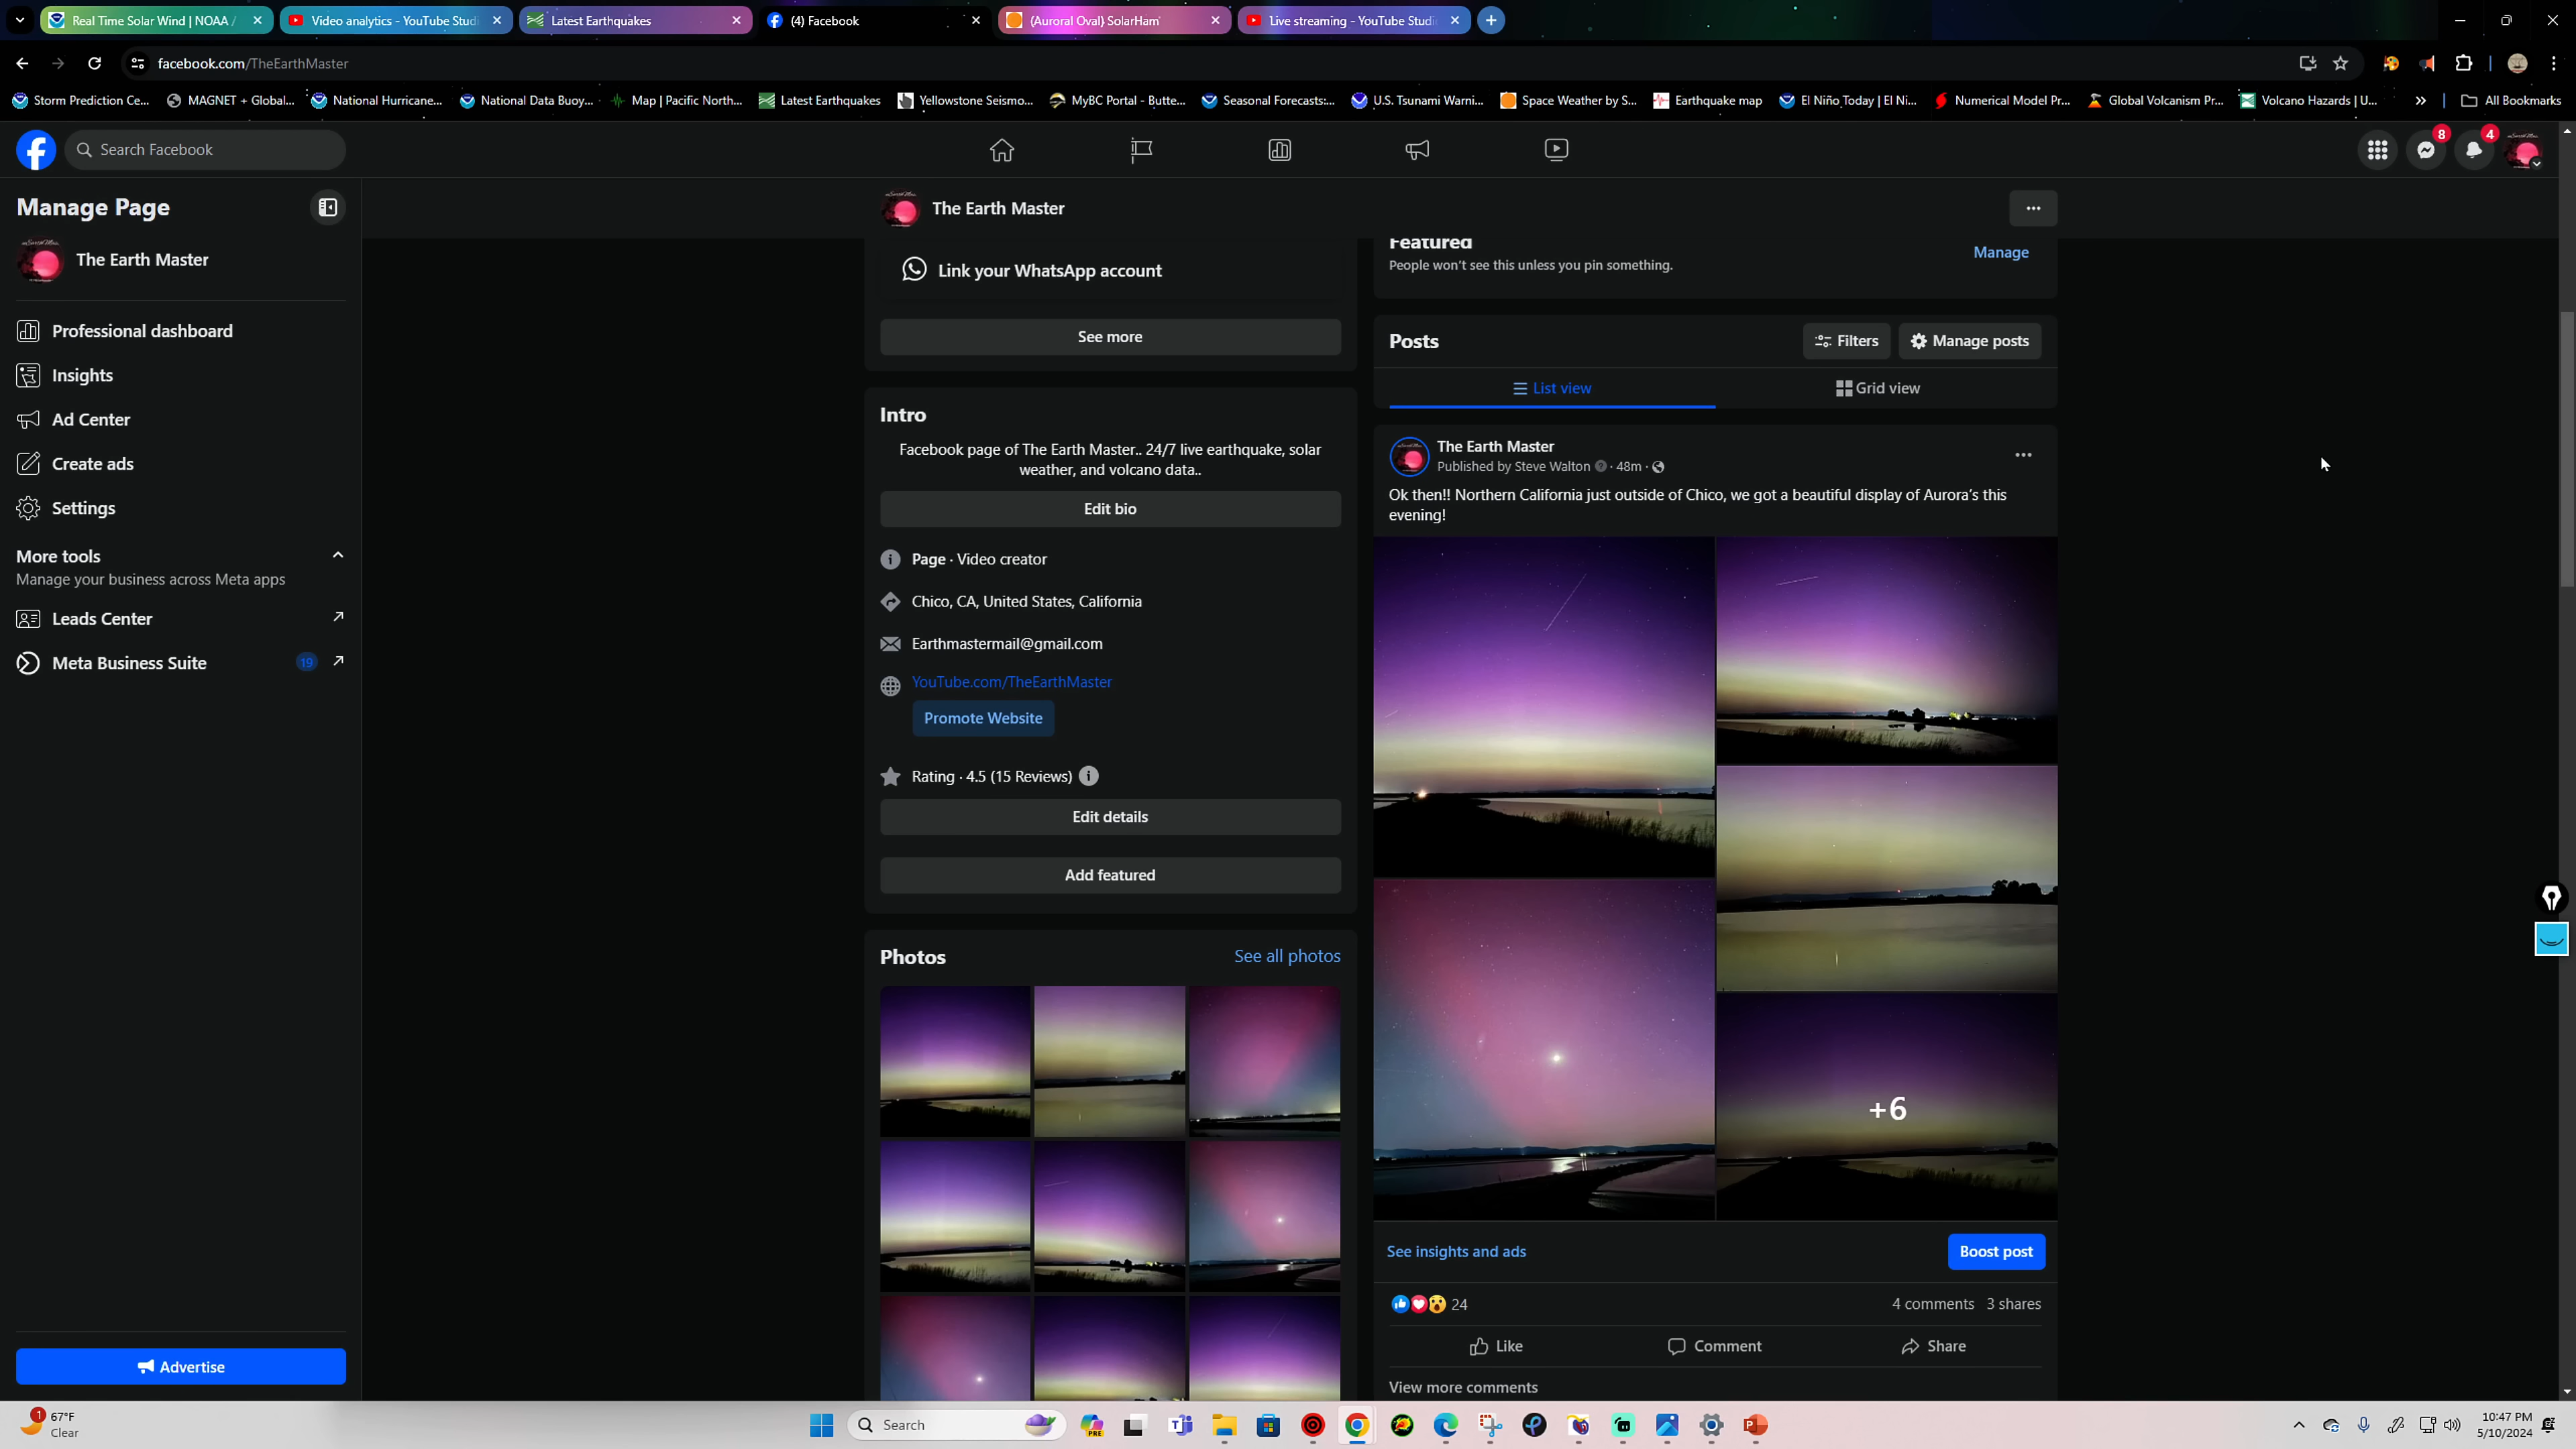 Real Time Solar Wind | NOAA /
Video analytics - YouTube Studi
Latest Earthquakes
(4) Facebook
(Auroral Oval) SolarHam
Live streaming - YouTube Studi
facebook.com/TheEarthMaster
Storm Prediction Ce...
MAGNET + Global...
National Hurricane...
National Data Buoy...
Map | Pacific North...
Latest Earthquakes
Yellowstone Seismo...
MyBC Portal - Butte...
Seasonal Forecasts:...
U.S. Tsunami Warni...
Space Weather by S...
Earthquake map
El Niño Today | El Ni...
Numerical Model Pr...
Global Volcanism Pr...
Volcano Hazards | U...
All Bookmarks
Search Facebook
8
4
Manage Page
The Earth Master
Professional dashboard
Insights
Ad Center
Create ads
Settings
More tools
Manage your business across Meta apps
Leads Center
Meta Business Suite
19
Advertise
The Earth Master
Link your WhatsApp account
See more
Intro
Facebook page of The Earth Master.. 24/7 live earthquake, solar
weather, and volcano data..
Edit bio
Page · Video creator
Chico, CA, United States, California
Earthmastermail@gmail.com
YouTube.com/TheEarthMaster
Promote Website
Rating · 4.5 (15 Reviews)
Edit details
Add featured
Photos
See all photos
Featured
People won't see this unless you pin something.
Manage
Posts
Filters
Manage posts
List view
Grid view
The Earth Master
Published by Steve Walton · 48m ·
Ok then!! Northern California just outside of Chico, we got a beautiful display of Aurora's this
evening!
+6
See insights and ads
Boost post
24
4 comments 3 shares
Like
Comment
Share
View more comments
1
67°F
Clear
Search
PRE
10:47 PM
5/10/2024